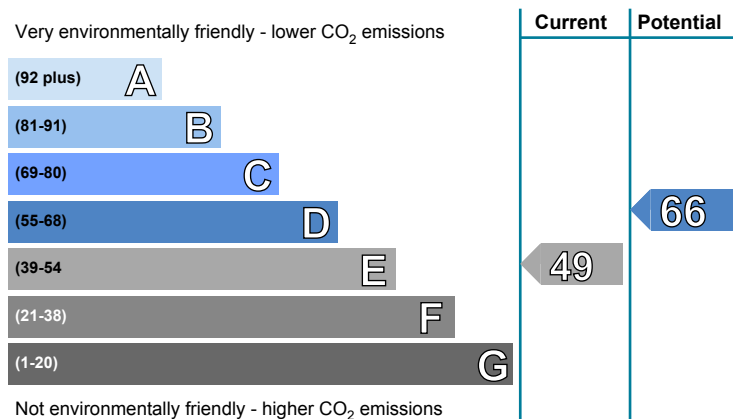 Current Potential
Very environmentally friendly - lower CO₂ emissions
(92 plus) A
(81-91) B
(69-80) C
(55-68) D
66
(39-54 E
49
(21-38) F
(1-20) G
Not environmentally friendly - higher CO₂ emissions